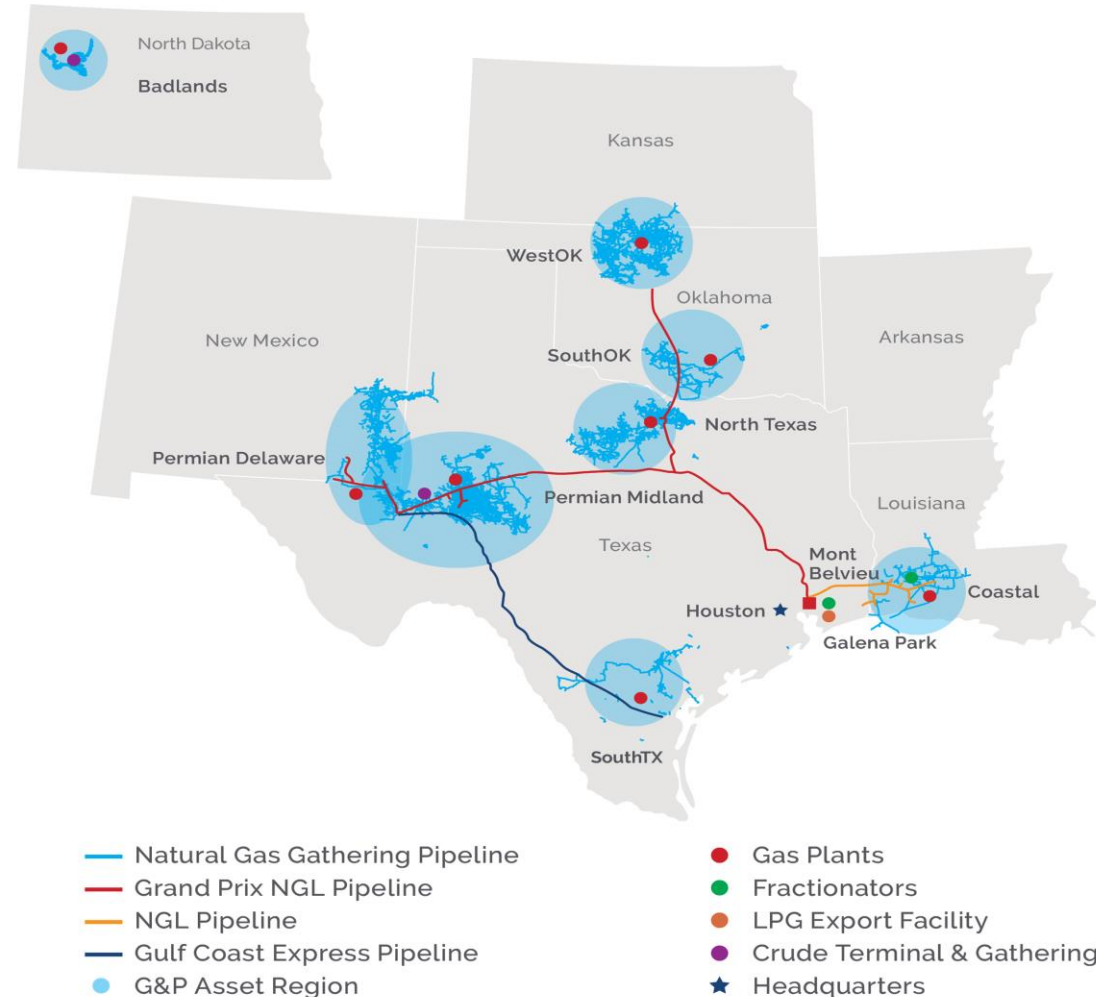 North Dakota
Badlands
Kansas
WestOK
Oklahoma
New Mexico
Arkansas
SouthOK
North Texas
Permian Delaware
Permian Midland
Louisiana
Texas
Mont
Belvieu
Coastal
Houston
Galena Park
SouthTX
Natural Gas Gathering Pipeline
Grand Prix NGL Pipeline
NGL Pipeline
Gulf Coast Express Pipeline
G&P Asset Region
Gas Plants
Fractionators
LPG Export Facility
Crude Terminal & Gathering
Headquarters